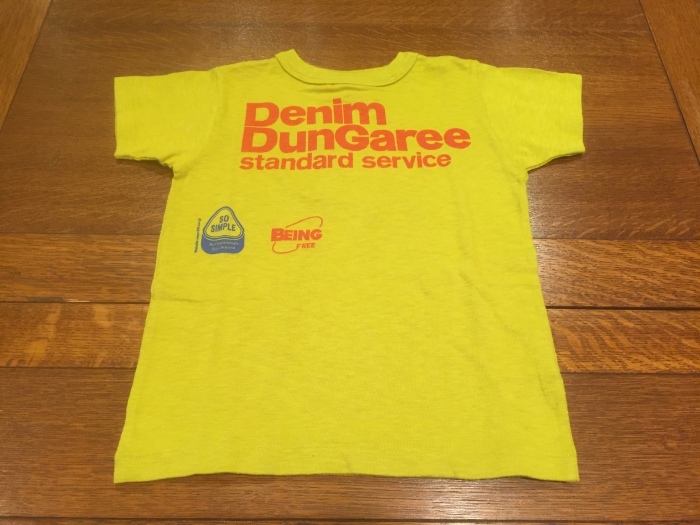 Denim
DunGaree
standard service
SO
SIMPLE
BEING
FREE